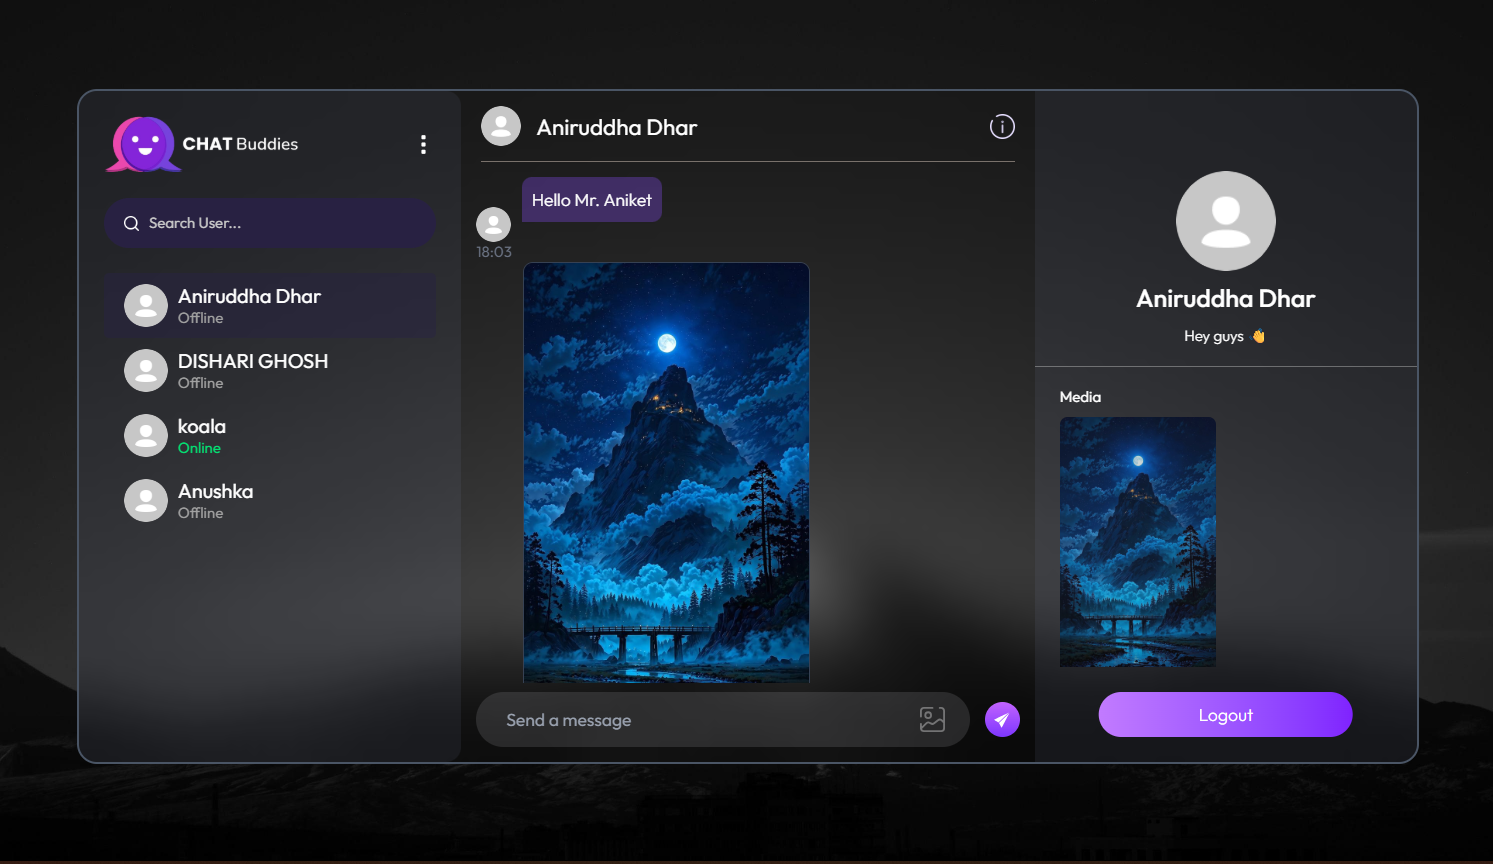 CHAT Buddies
Search User...
Aniruddha Dhar
Offline
DISHARI GHOSH
Offline
koala
Online
Anushka
Offline
Aniruddha Dhar
Hello Mr. Aniket
18:03
Send a message
Aniruddha Dhar
Hey guys 👋
Media
Logout